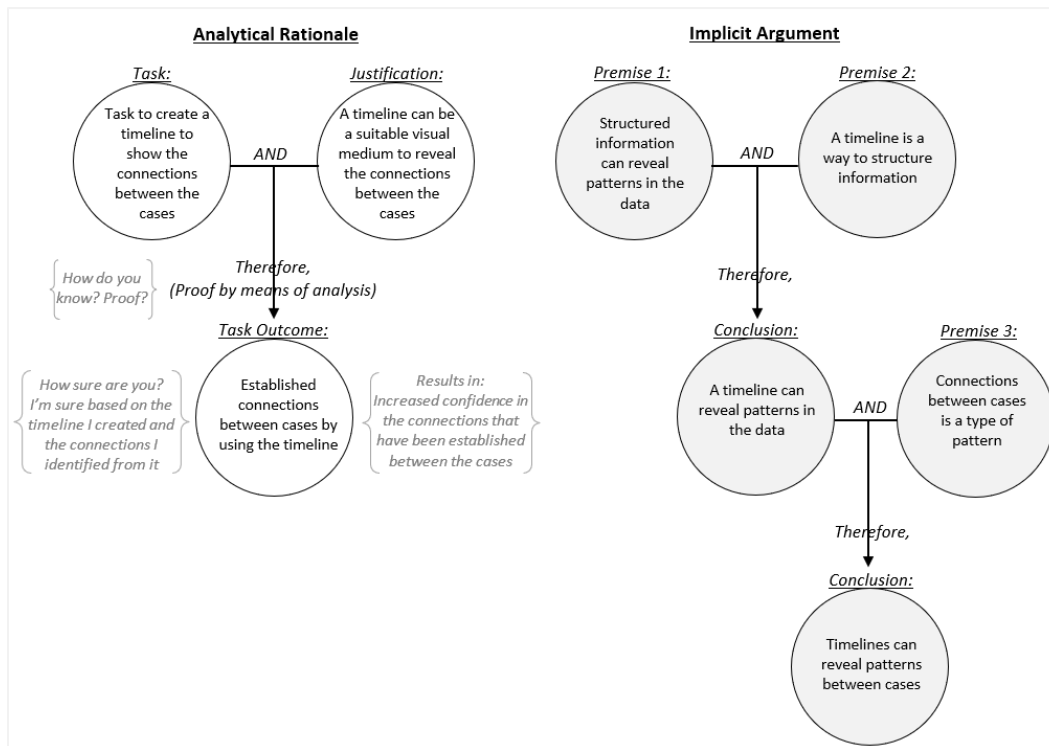 Analytical Rationale
Task:
Task to create a
timeline to
show the
connections
between the
cases
AND
Justification:
A timeline can be
a suitable visual
medium to reveal
the connections
between the
cases
How do you
know? Proof?
Therefore,
(Proof by means of analysis)
Task Outcome:
How sure are you?
I'm sure based on the
timeline I created and
the connections I
identified from it
Established
connections
between cases by
using the timeline
Results in:
Increased confidence in
the connections that
have been established
between the cases
Implicit Argument
Premise 1:
Structured
information
can reveal
patterns in the
data
AND
Premise 2:
A timeline is a
way to structure
information
Therefore,
Conclusion:
A timeline can
reveal patterns in
the data
AND
Premise 3:
Connections
between cases
is a type of
pattern
Therefore,
Conclusion:
Timelines can
reveal patterns
between cases